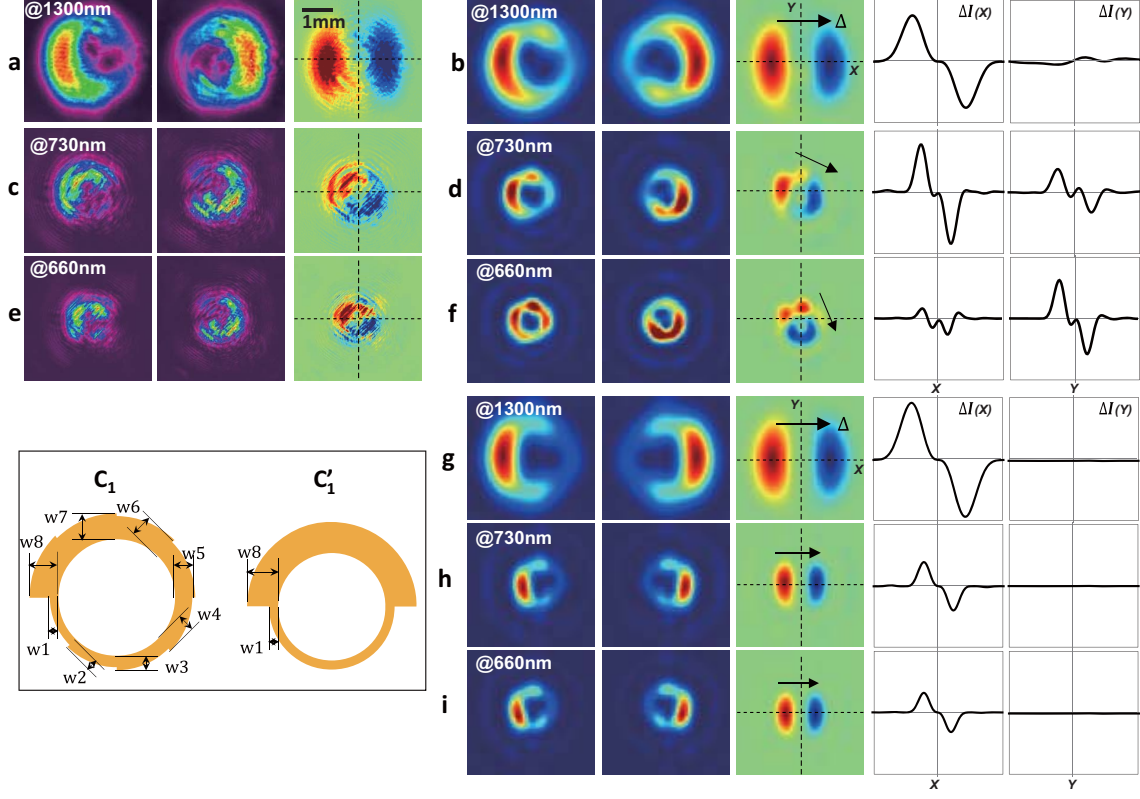 @1300nm
1mm
a
@730nm
c
@660nm
e
@1300nm
Y
Δ
X
ΔI(X)
ΔI(Y)
b
@730nm
d
@660nm
f
X
Y
@1300nm
Y
Δ
X
ΔI(X)
ΔI(Y)
g
@730nm
h
@660nm
i
X
Y
C₁
C₁′
w7
w6
w8
w5
w4
w1
w2
w3
w8
w1